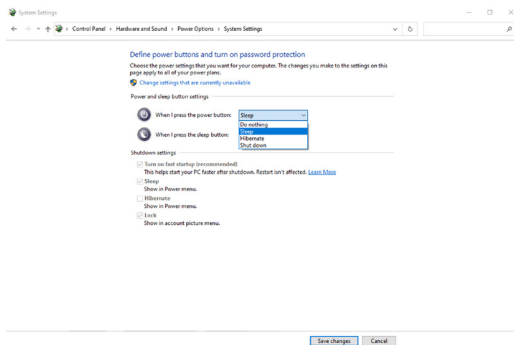 System Settings
Control Panel > Hardware and Sound > Power Options > System Settings
Define power buttons and turn on password protection
Choose the power settings that you want for your computer. The changes you make to the settings on this
page apply to all of your power plans.
Change settings that are currently unavailable
Power and sleep button settings
When I press the power button: Sleep
Do nothing
Sleep
Hibernate
Shut down
When I press the sleep button:
Shutdown settings
Turn on fast startup (recommended)
This helps start your PC faster after shutdown. Restart isn't affected. Learn More
Sleep
Show in Power menu.
Hibernate
Show in Power menu.
Lock
Show in account picture menu.
Save changes Cancel